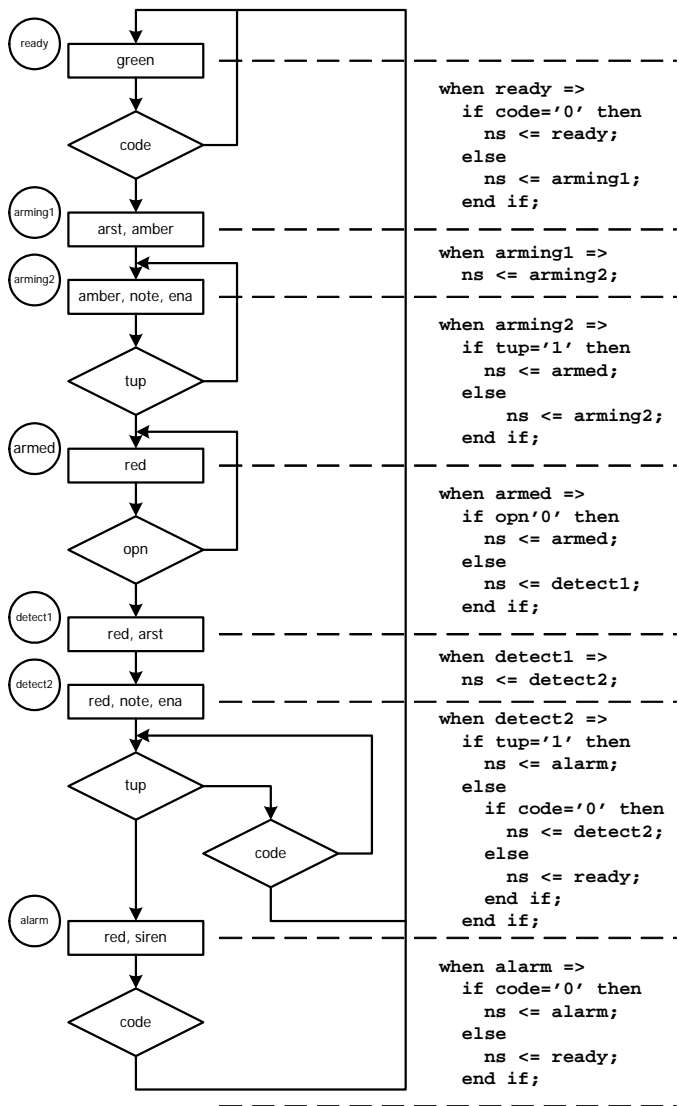 ready
green
code
arming1
arst, amber
arming2
amber, note, ena
tup
armed
red
opn
detect1
red, arst
detect2
red, note, ena
tup
code
alarm
red, siren
code
when ready =>
if code='0' then
ns <= ready;
else
ns <= arming1;
end if;
when arming1 =>
ns <= arming2;
when arming2 =>
if tup='1' then
ns <= armed;
else
ns <= arming2;
end if;
when armed =>
if opn'0' then
ns <= armed;
else
ns <= detect1;
end if;
when detect1 =>
ns <= detect2;
when detect2 =>
if tup='1' then
ns <= alarm;
else
if code='0' then
ns <= detect2;
else
ns <= ready;
end if;
end if;
when alarm =>
if code='0' then
ns <= alarm;
else
ns <= ready;
end if;